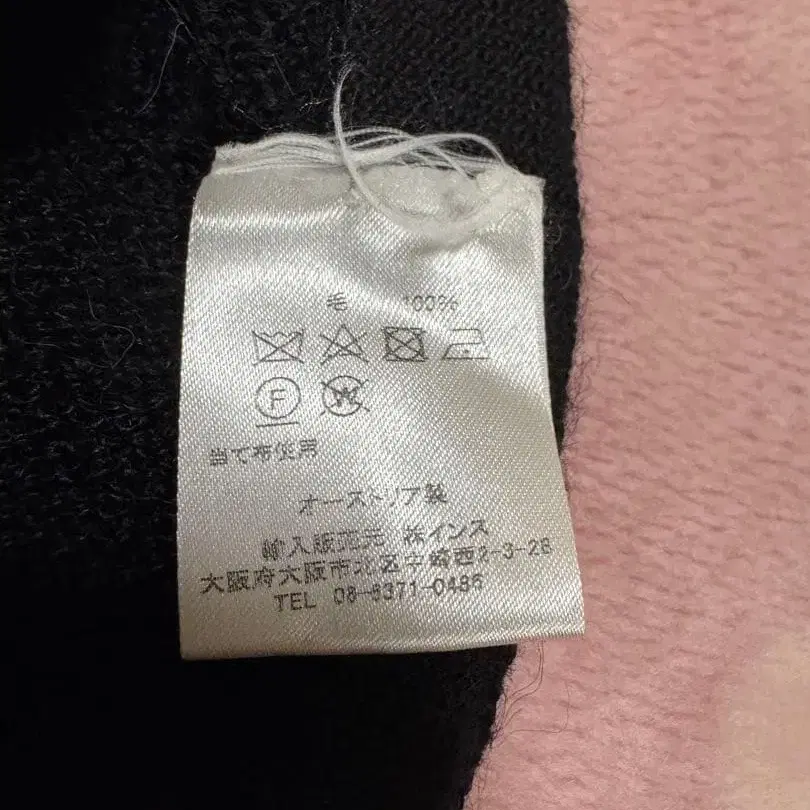 毛 100%
F W
当て布使用
オーストリア製
輸入販売元 株インス
大阪府大阪市北区中崎西2-3-28
TEL 06-6371-0486